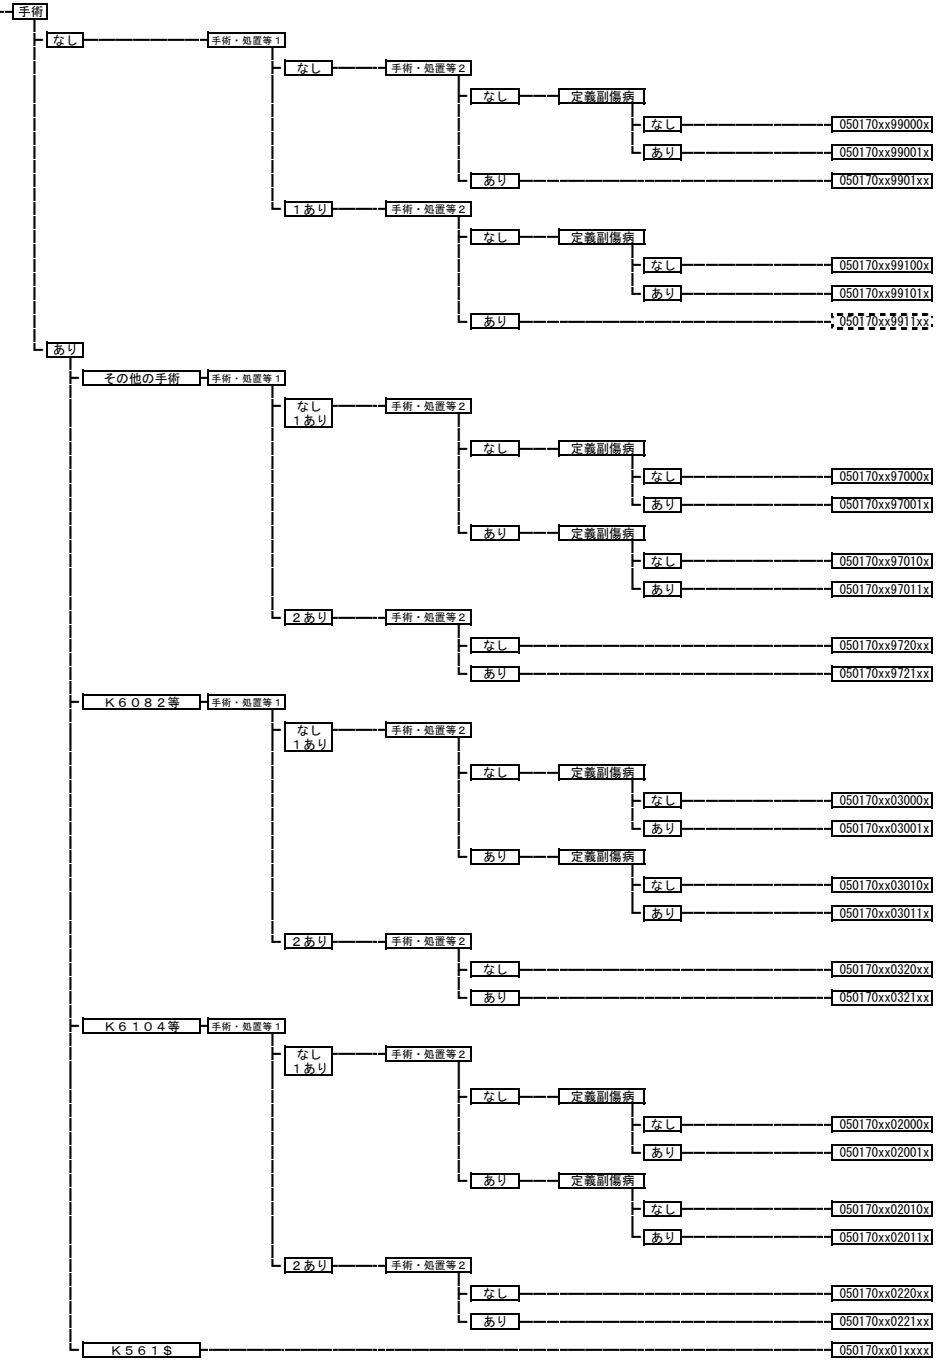 手術
なし 手術・処置等1
なし 手術・処置等2
なし 定義副傷病
なし 050170xx99000x
あり 050170xx99001x
あり 050170xx9901xx
1あり 手術・処置等2
なし 定義副傷病
なし 050170xx99100x
あり 050170xx99101x
あり 050170xx9911xx
あり
その他の手術 手術・処置等1
なし 手術・処置等2
1あり
なし 定義副傷病
なし 050170xx97000x
あり 050170xx97001x
あり 定義副傷病
なし 050170xx97010x
あり 050170xx97011x
2あり 手術・処置等2
なし 050170xx9720xx
あり 050170xx9721xx
K6082等 手術・処置等1
なし 手術・処置等2
1あり
なし 定義副傷病
なし 050170xx03000x
あり 050170xx03001x
あり 定義副傷病
なし 050170xx03010x
あり 050170xx03011x
2あり 手術・処置等2
なし 050170xx0320xx
あり 050170xx0321xx
K6104等 手術・処置等1
なし 手術・処置等2
1あり
なし 定義副傷病
なし 050170xx02000x
あり 050170xx02001x
あり 定義副傷病
なし 050170xx02010x
あり 050170xx02011x
2あり 手術・処置等2
なし 050170xx0220xx
あり 050170xx0221xx
K561$ 050170xx01xxxx